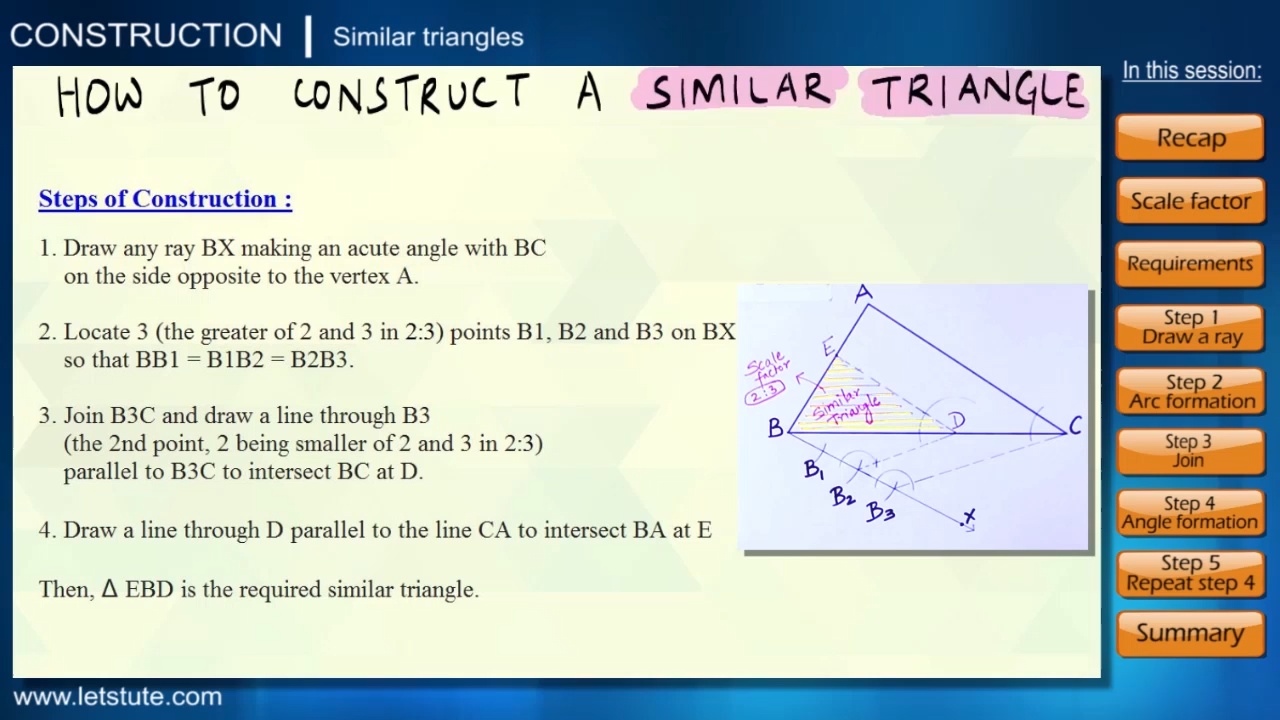 CONSTRUCTION | Similar triangles
HOW TO CONSTRUCT A SIMILAR TRIANGLE
Steps of Construction :
1. Draw any ray BX making an acute angle with BC
on the side opposite to the vertex A.
2. Locate 3 (the greater of 2 and 3 in 2:3) points B1, B2 and B3 on BX
so that BB1 = B1B2 = B2B3.
3. Join B3C and draw a line through B3
(the 2nd point, 2 being smaller of 2 and 3 in 2:3)
parallel to B3C to intersect BC at D.
4. Draw a line through D parallel to the line CA to intersect BA at E
Then, Δ EBD is the required similar triangle.
A
E
Scale
factor
2:3
Similar
Triangle
B
D
C
B1
B2
B3
X
In this session:
Recap
Scale factor
Requirements
Step 1
Draw a ray
Step 2
Arc formation
Step 3
Join
Step 4
Angle formation
Step 5
Repeat step 4
Summary
www.letstute.com